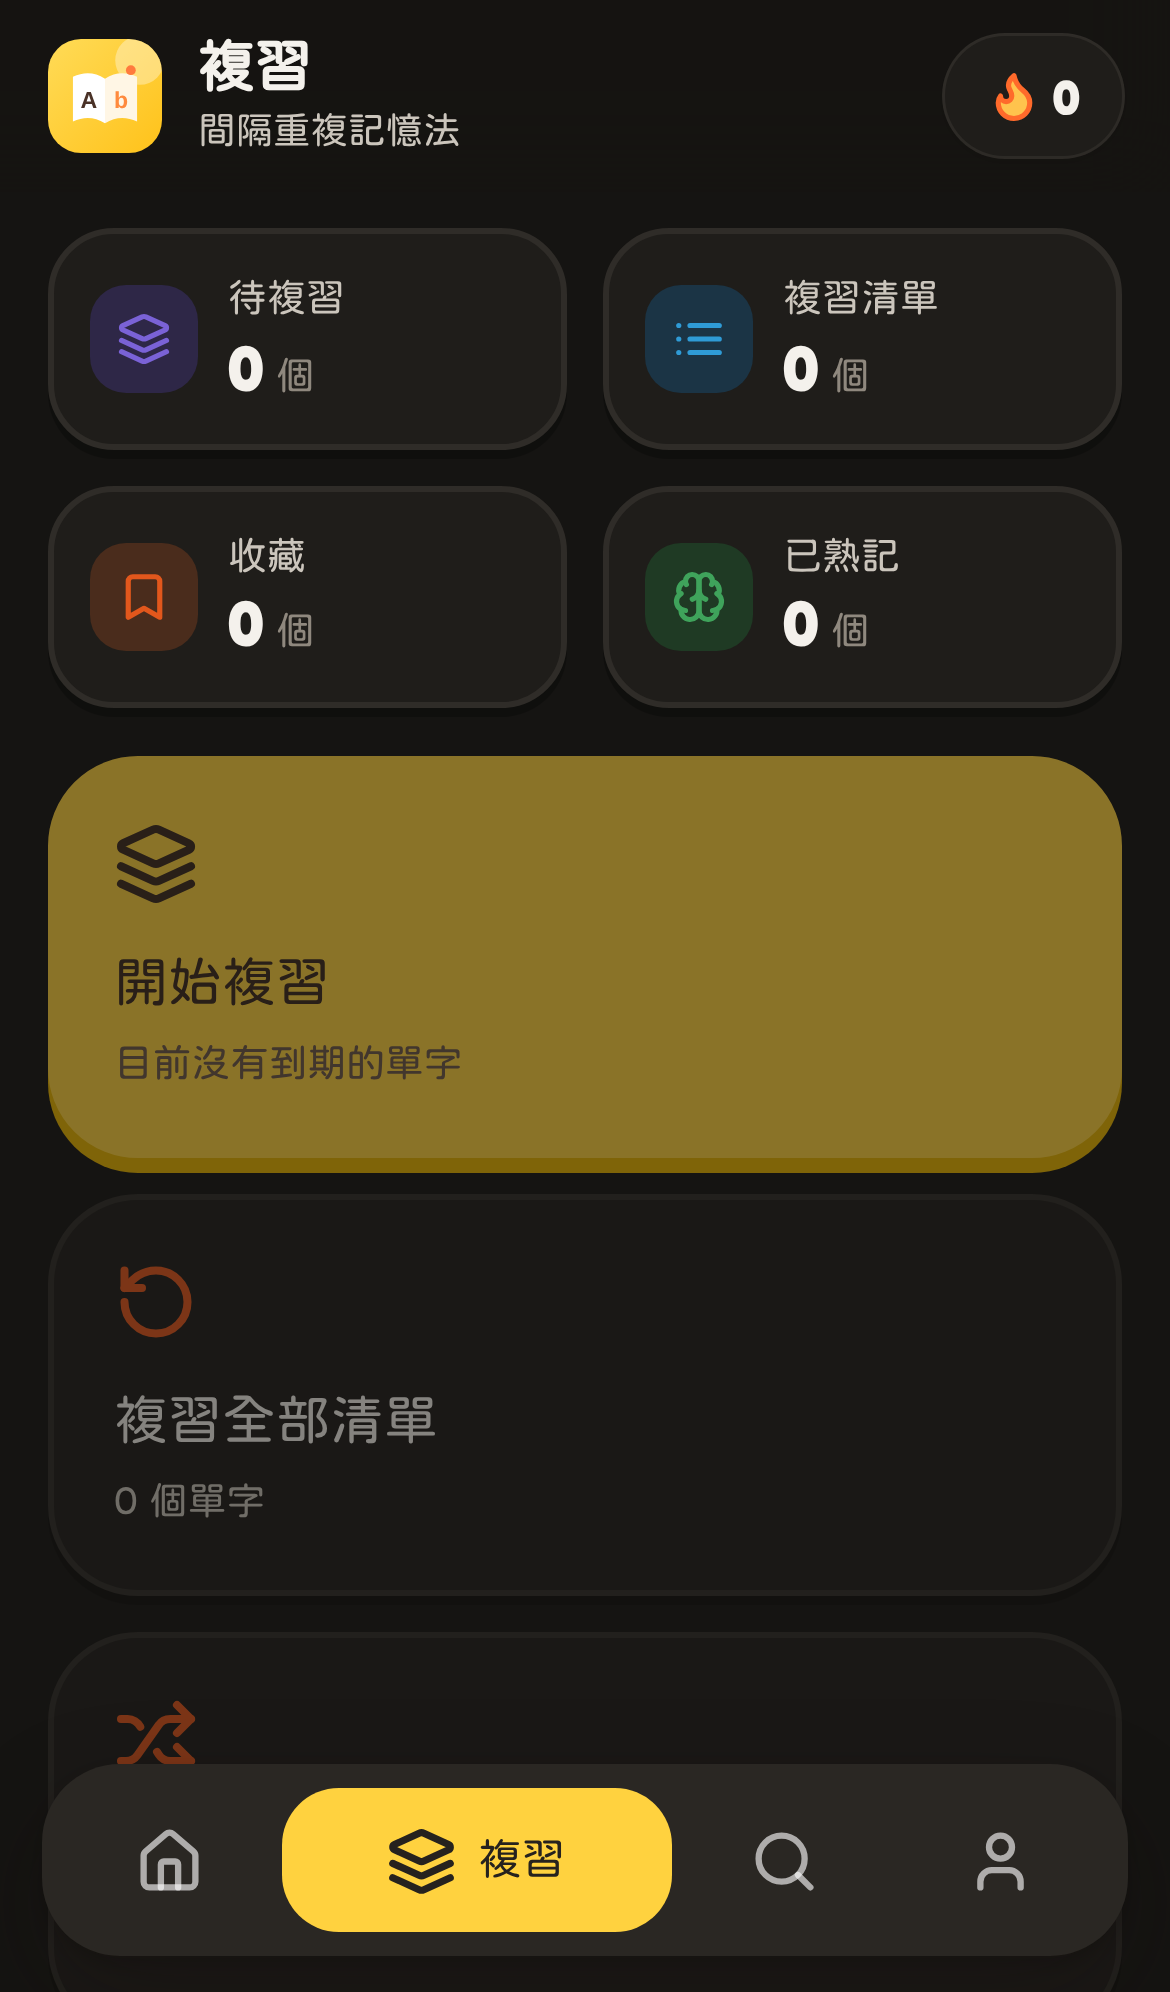 A b
複習
間隔重複記憶法
0
待複習
0 個
複習清單
0 個
收藏
0 個
已熟記
0 個
開始複習
目前沒有到期的單字
複習全部清單
0 個單字
複習